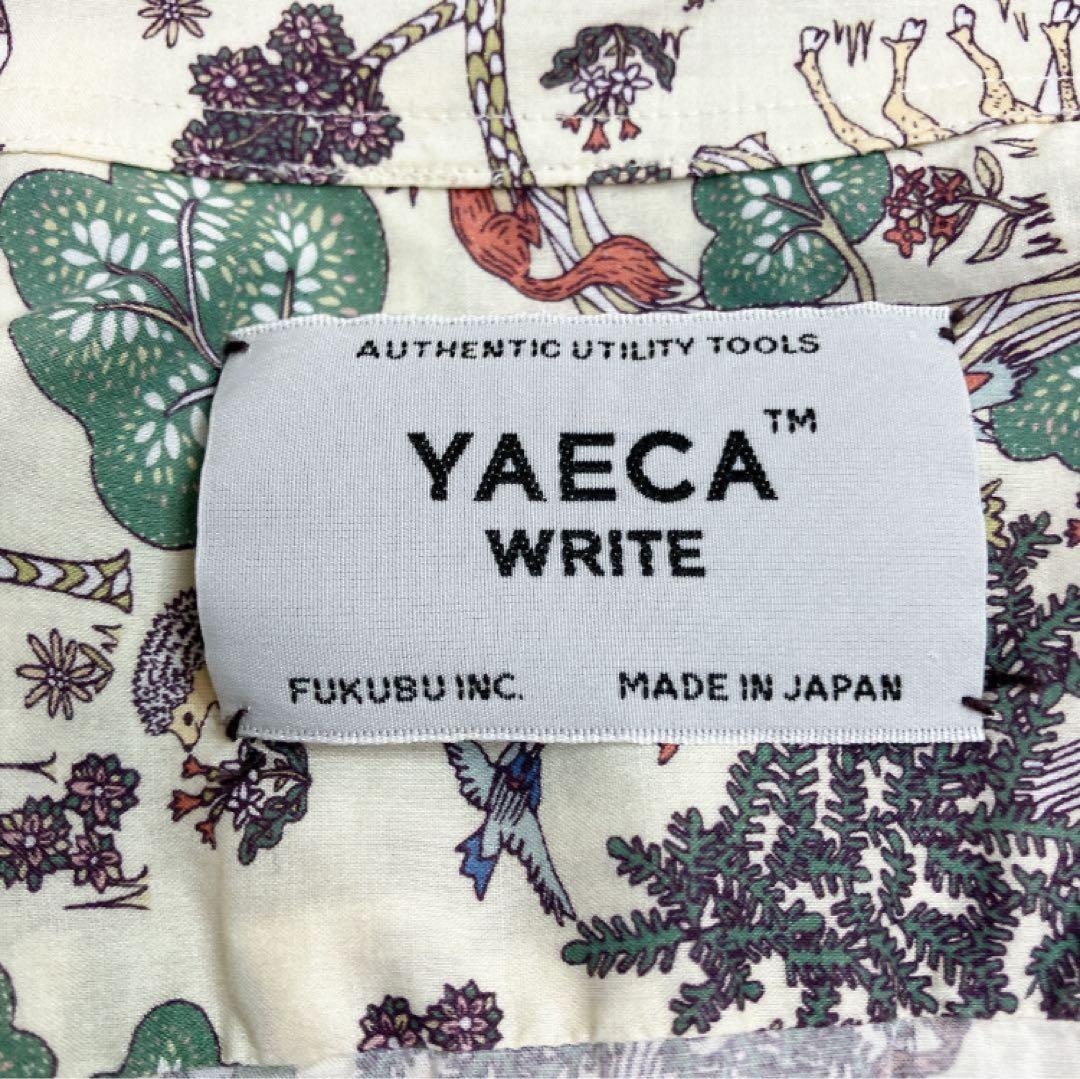 AUTHENTIC UTILITY TOOLS
YAECA™
WRITE
FUKUBU INC. MADE IN JAPAN